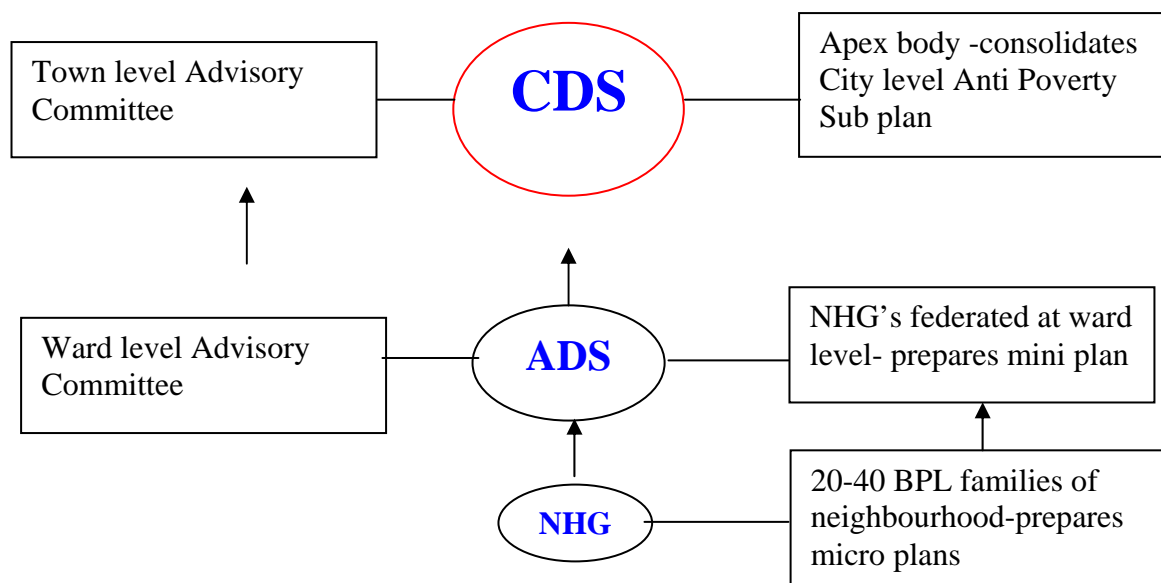 Town level Advisory
Committee
CDS
Apex body -consolidates
City level Anti Poverty
Sub plan
Ward level Advisory
Committee
ADS
NHG’s federated at ward
level- prepares mini plan
NHG
20-40 BPL families of
neighbourhood-prepares
micro plans